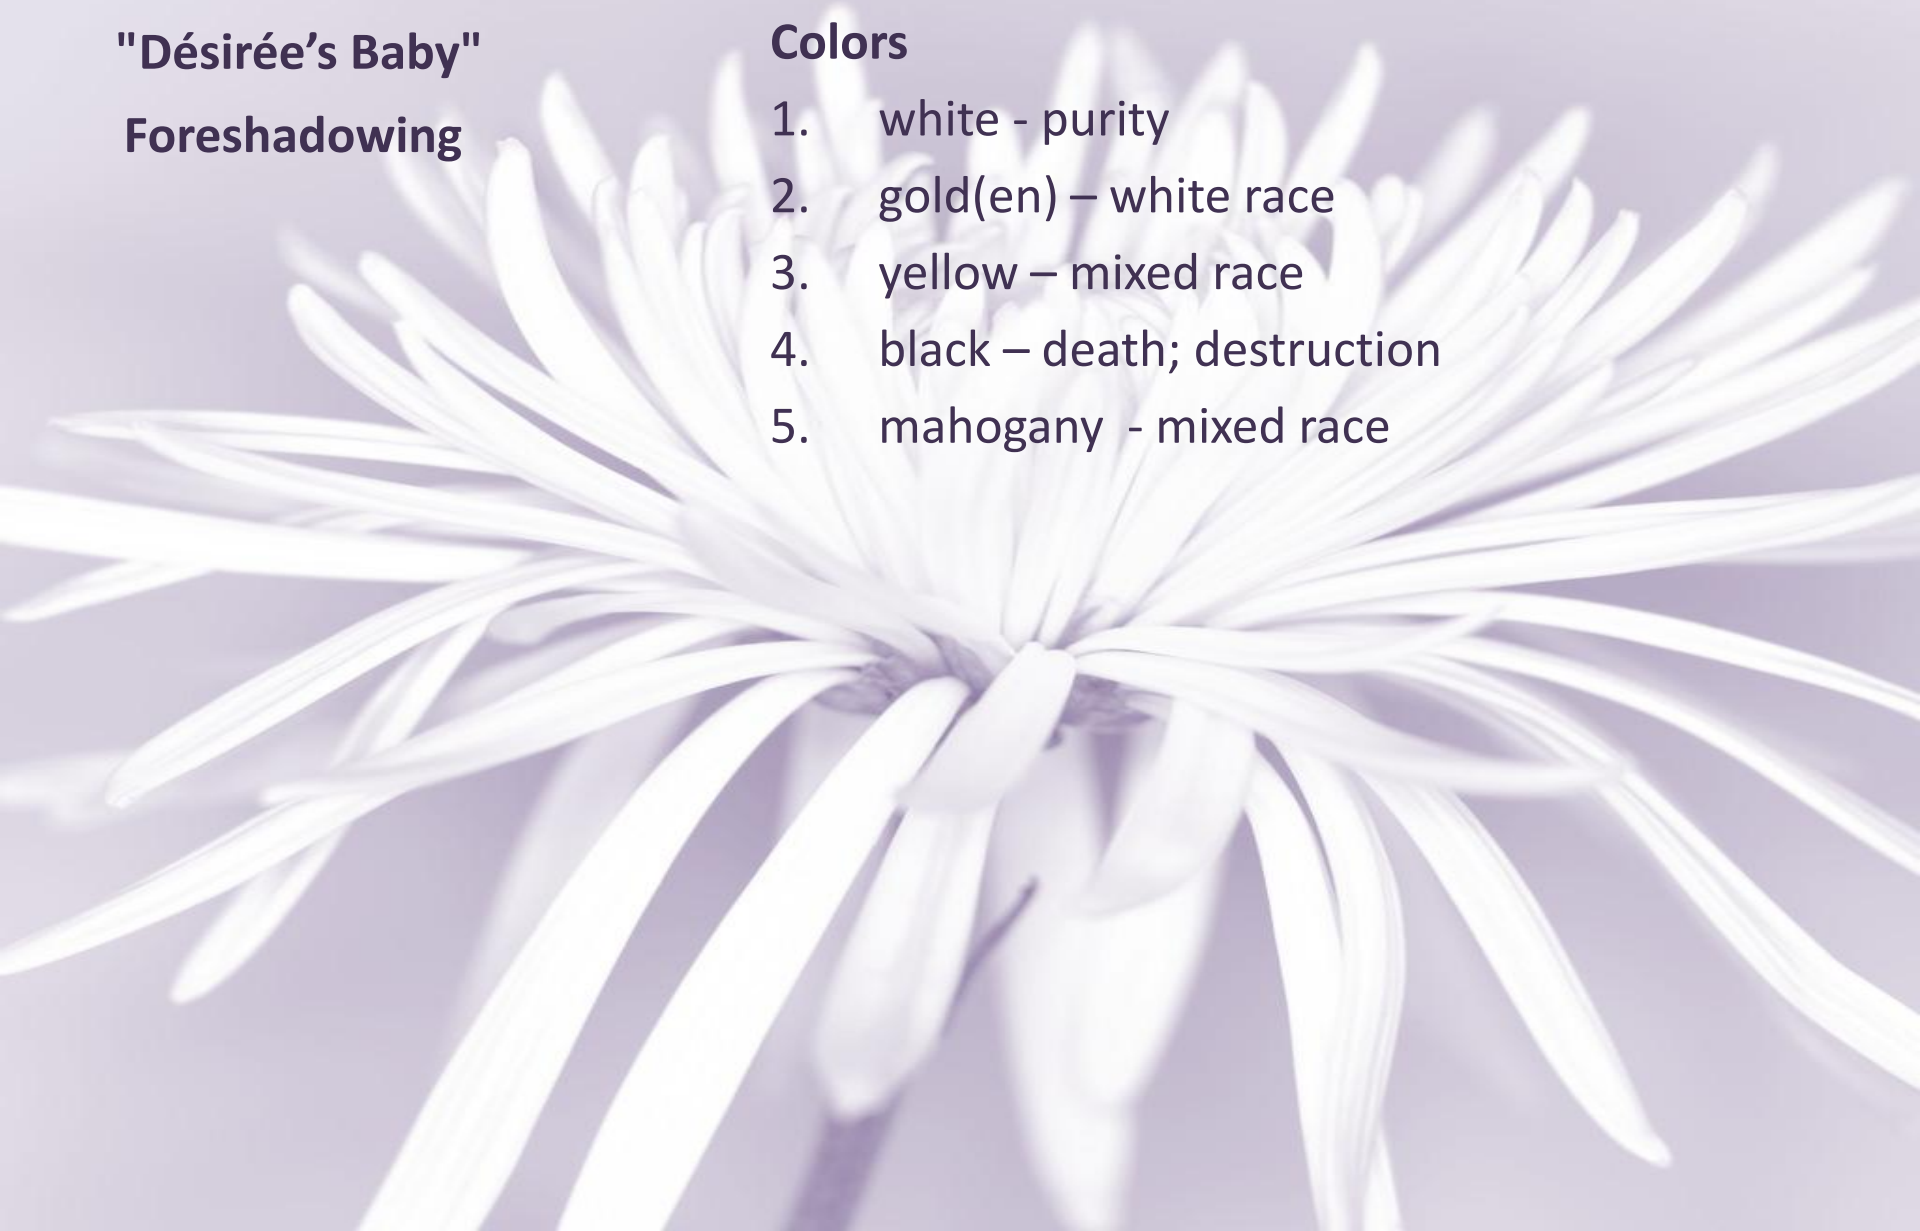 "Désirée’s Baby"
Foreshadowing
Colors
1. white - purity
2. gold(en) – white race
3. yellow – mixed race
4. black – death; destruction
5. mahogany - mixed race